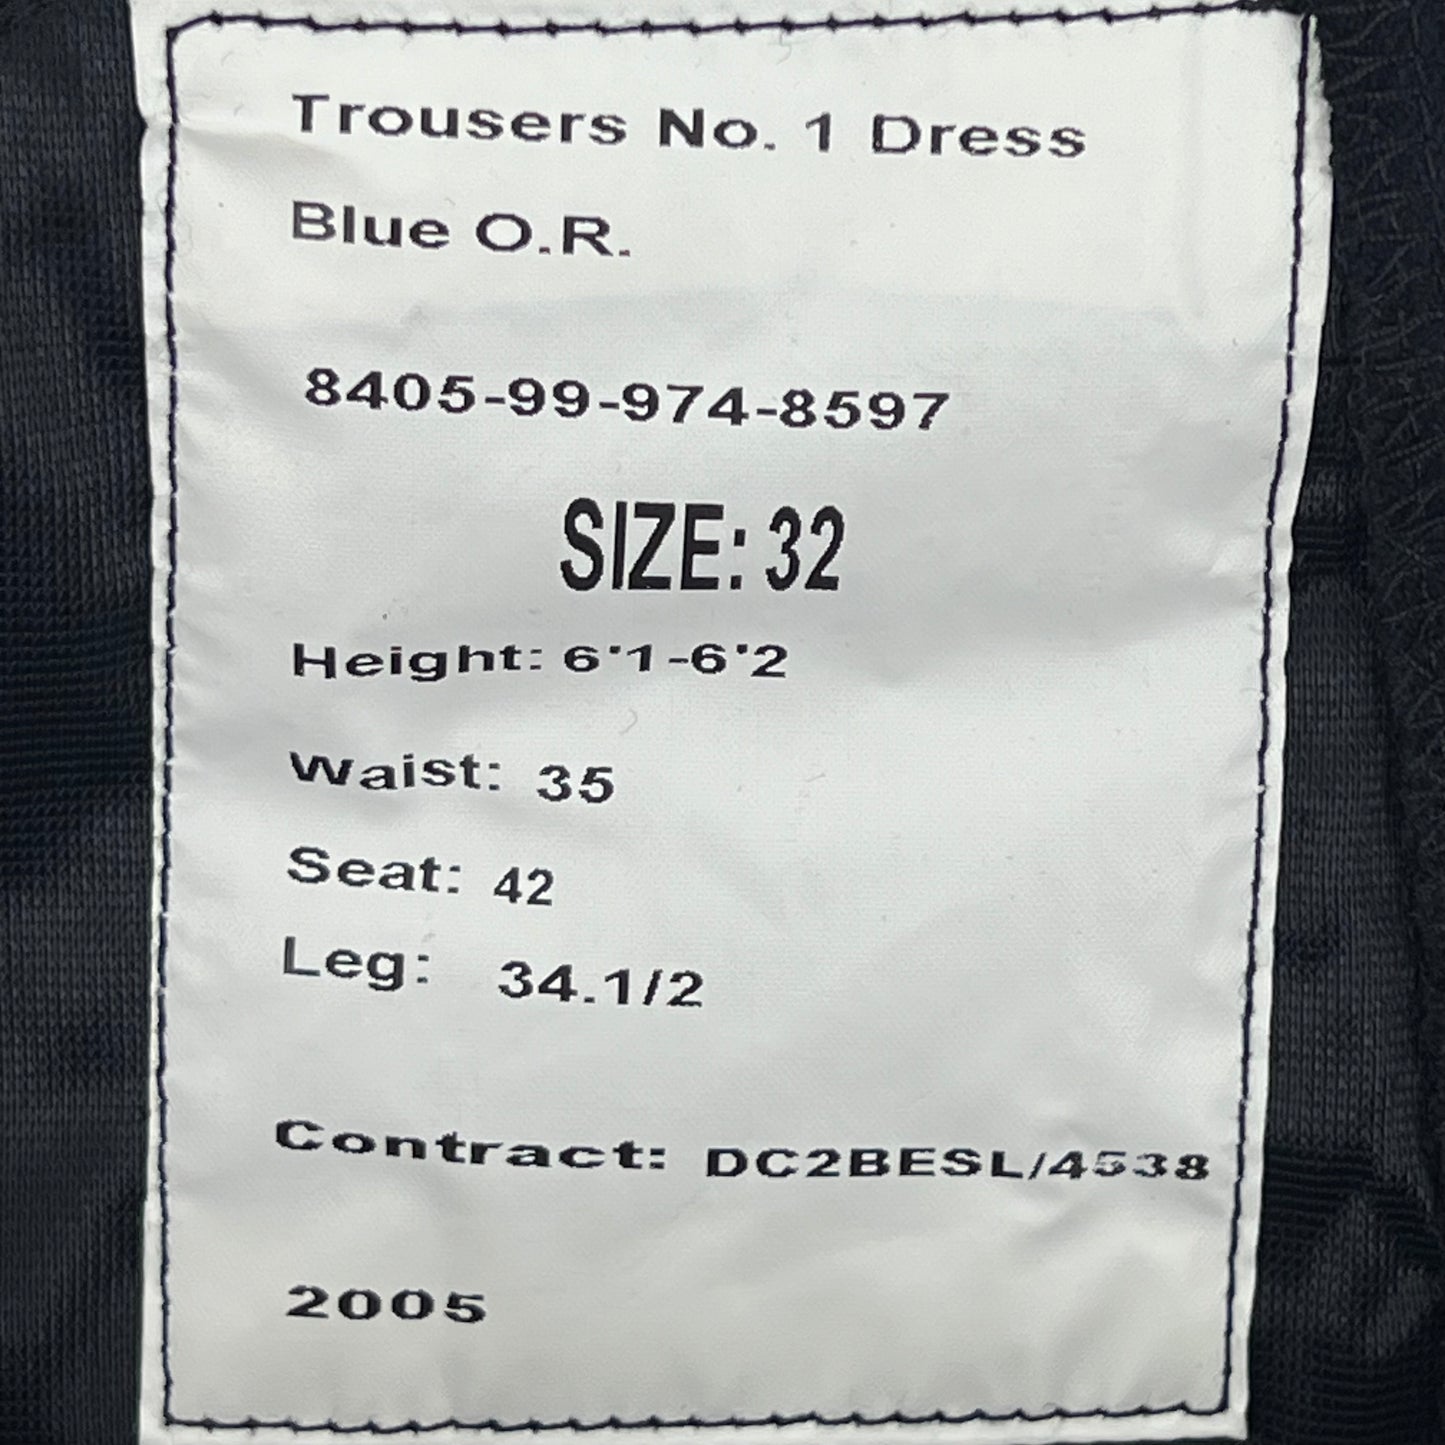 Trousers No. 1 Dress
Blue O.R.
8405-99-974-8597
SIZE: 32
Height: 6'1-6'2
Waist: 35
Seat: 42
Leg: 34.1/2
Contract: DC2BESL/4538
2005